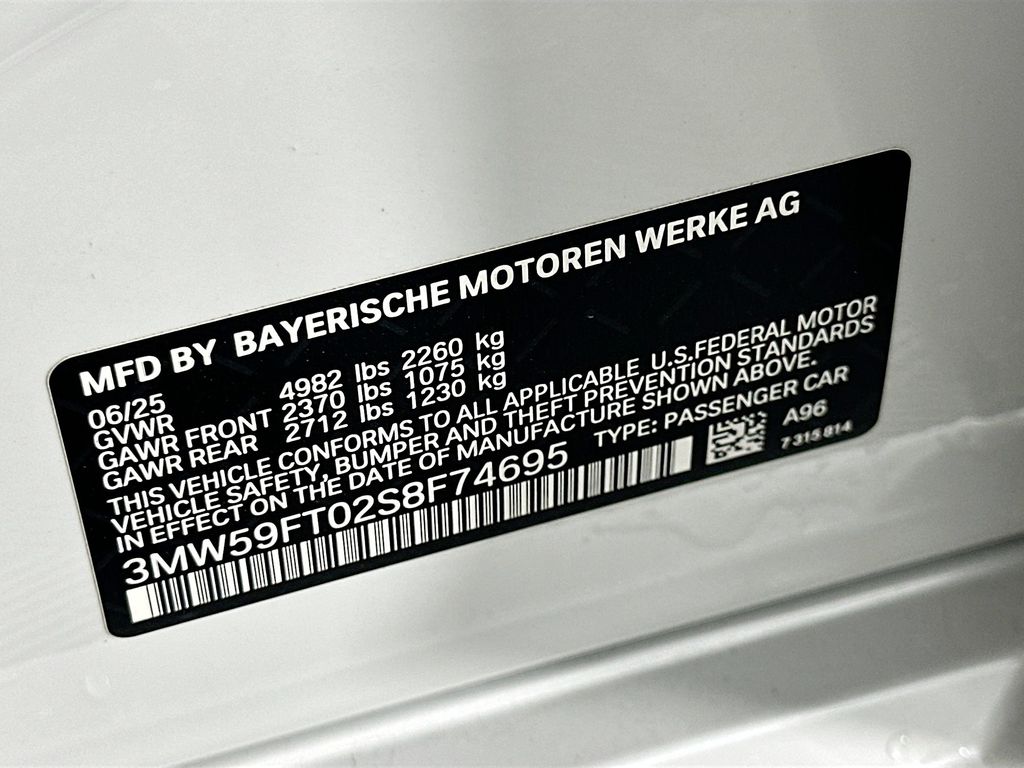 MFD BY BAYERISCHE MOTOREN WERKE AG
06/25
GVWR 4982 lbs 2260 kg
GAWR FRONT 2370 lbs 1075 kg
GAWR REAR 2712 lbs 1230 kg
THIS VEHICLE CONFORMS TO ALL APPLICABLE U.S.FEDERAL MOTOR
VEHICLE SAFETY, BUMPER AND THEFT PREVENTION STANDARDS
IN EFFECT ON THE DATE OF MANUFACTURE SHOWN ABOVE.
3MW59FT02S8F74695 TYPE: PASSENGER CAR
A96
7 315 814